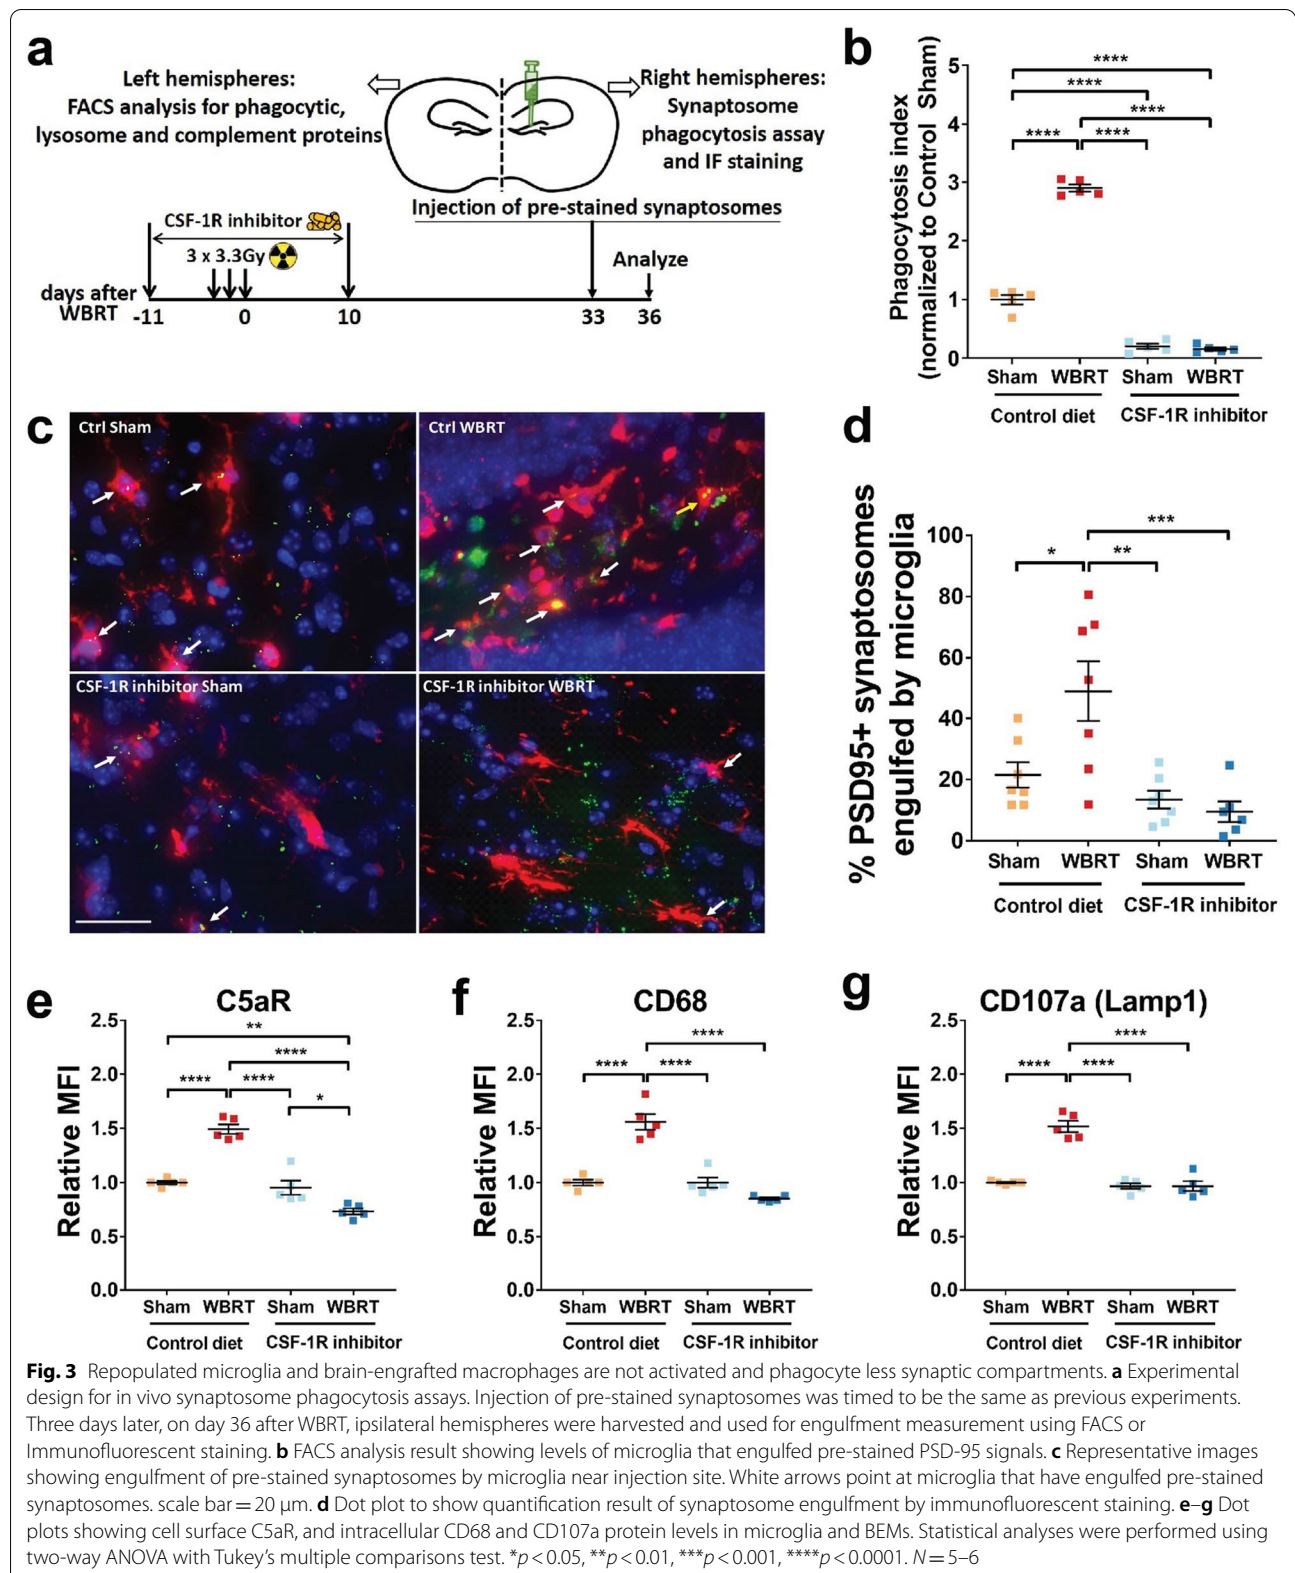 a
Left hemispheres:
FACS analysis for phagocytic,
lysosome and complement proteins
Right hemispheres:
Synaptosome
phagocytosis assay
and IF staining
Injection of pre-stained synaptosomes
CSF-1R inhibitor
3 x 3.3Gy
Analyze
days after
WBRT
-11
0
10
33
36
b
Phagocytosis index
(normalized to Control Sham)
5
4
3
2
1
0
****
****
****
**** ****
Sham WBRT Sham WBRT
Control diet CSF-1R inhibitor
c
Ctrl Sham
Ctrl WBRT
CSF-1R inhibitor Sham
CSF-1R inhibitor WBRT
d
% PSD95+ synaptosomes
engulfed by microglia
100
80
60
40
20
0
***
* **
Sham WBRT Sham WBRT
Control diet CSF-1R inhibitor
e
C5aR
Relative MFI
2.5
2.0
1.5
1.0
0.5
0.0
**
****
**** ****
*
Sham WBRT Sham WBRT
Control diet CSF-1R inhibitor
f
CD68
Relative MFI
2.5
2.0
1.5
1.0
0.5
0.0
****
**** ****
Sham WBRT Sham WBRT
Control diet CSF-1R inhibitor
g
CD107a (Lamp1)
Relative MFI
2.5
2.0
1.5
1.0
0.5
0.0
****
**** ****
Sham WBRT Sham WBRT
Control diet CSF-1R inhibitor
Fig. 3 Repopulated microglia and brain-engrafted macrophages are not activated and phagocyte less synaptic compartments. a Experimental
design for in vivo synaptosome phagocytosis assays. Injection of pre-stained synaptosomes was timed to be the same as previous experiments.
Three days later, on day 36 after WBRT, ipsilateral hemispheres were harvested and used for engulfment measurement using FACS or
Immunofluorescent staining. b FACS analysis result showing levels of microglia that engulfed pre-stained PSD-95 signals. c Representative images
showing engulfment of pre-stained synaptosomes by microglia near injection site. White arrows point at microglia that have engulfed pre-stained
synaptosomes. scale bar = 20 μm. d Dot plot to show quantification result of synaptosome engulfment by immunofluorescent staining. e–g Dot
plots showing cell surface C5aR, and intracellular CD68 and CD107a protein levels in microglia and BEMs. Statistical analyses were performed using
two-way ANOVA with Tukey's multiple comparisons test. *p < 0.05, **p < 0.01, ***p < 0.001, ****p < 0.0001. N = 5–6